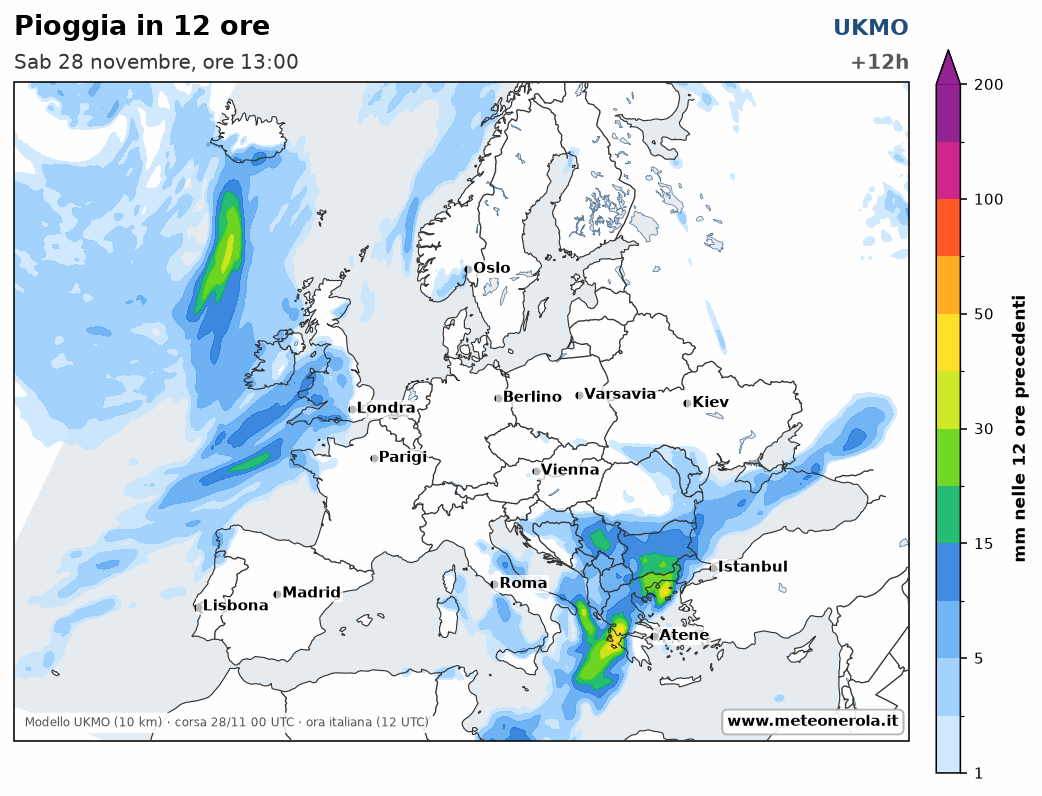 Pioggia in 12 ore
UKMO
Sab 28 novembre, ore 13:00
+12h
200
100
50
30
15
5
1
mm nelle 12 ore precedenti
Oslo
Berlino
Varsavia
Kiev
Londra
Parigi
Vienna
Istanbul
Roma
Madrid
Lisbona
Atene
Modello UKMO (10 km) · corsa 28/11 00 UTC · ora italiana (12 UTC)
www.meteonerola.it